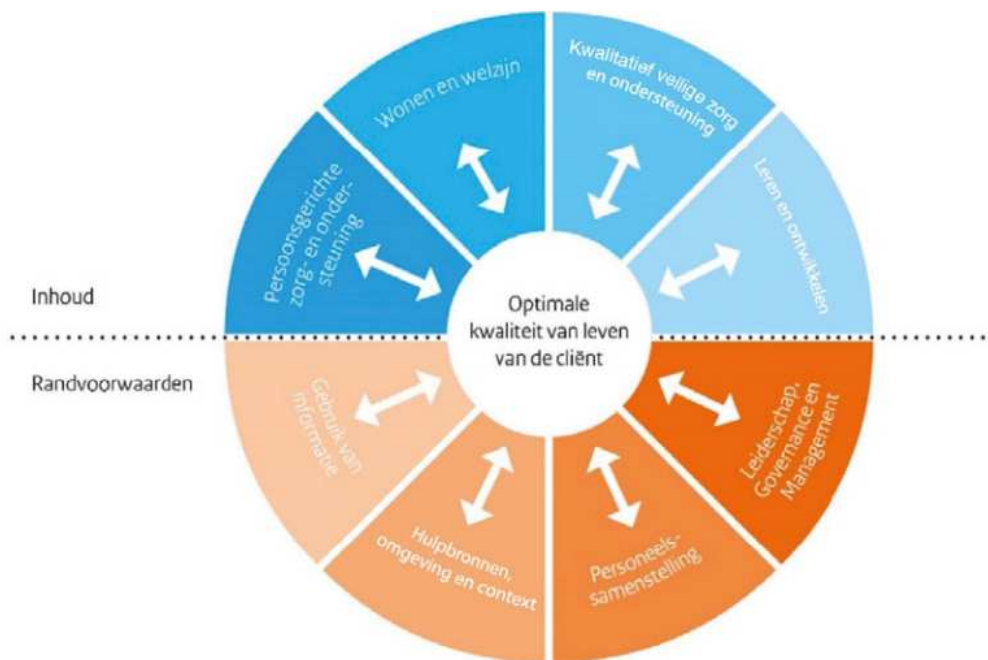 Wonen en welzijn
Kwalitatief veilige zorg
en ondersteuning
Persoonsgerichte
zorg- en onder-
steuning
Leren en ontwikkelen
Inhoud
Optimale
kwaliteit van leven
van de cliënt
Randvoorwaarden
Gebruik van
informatie
Leiderschap,
Governance en
Management
Hulpbronnen,
omgeving en context
Personeels-
samenstelling